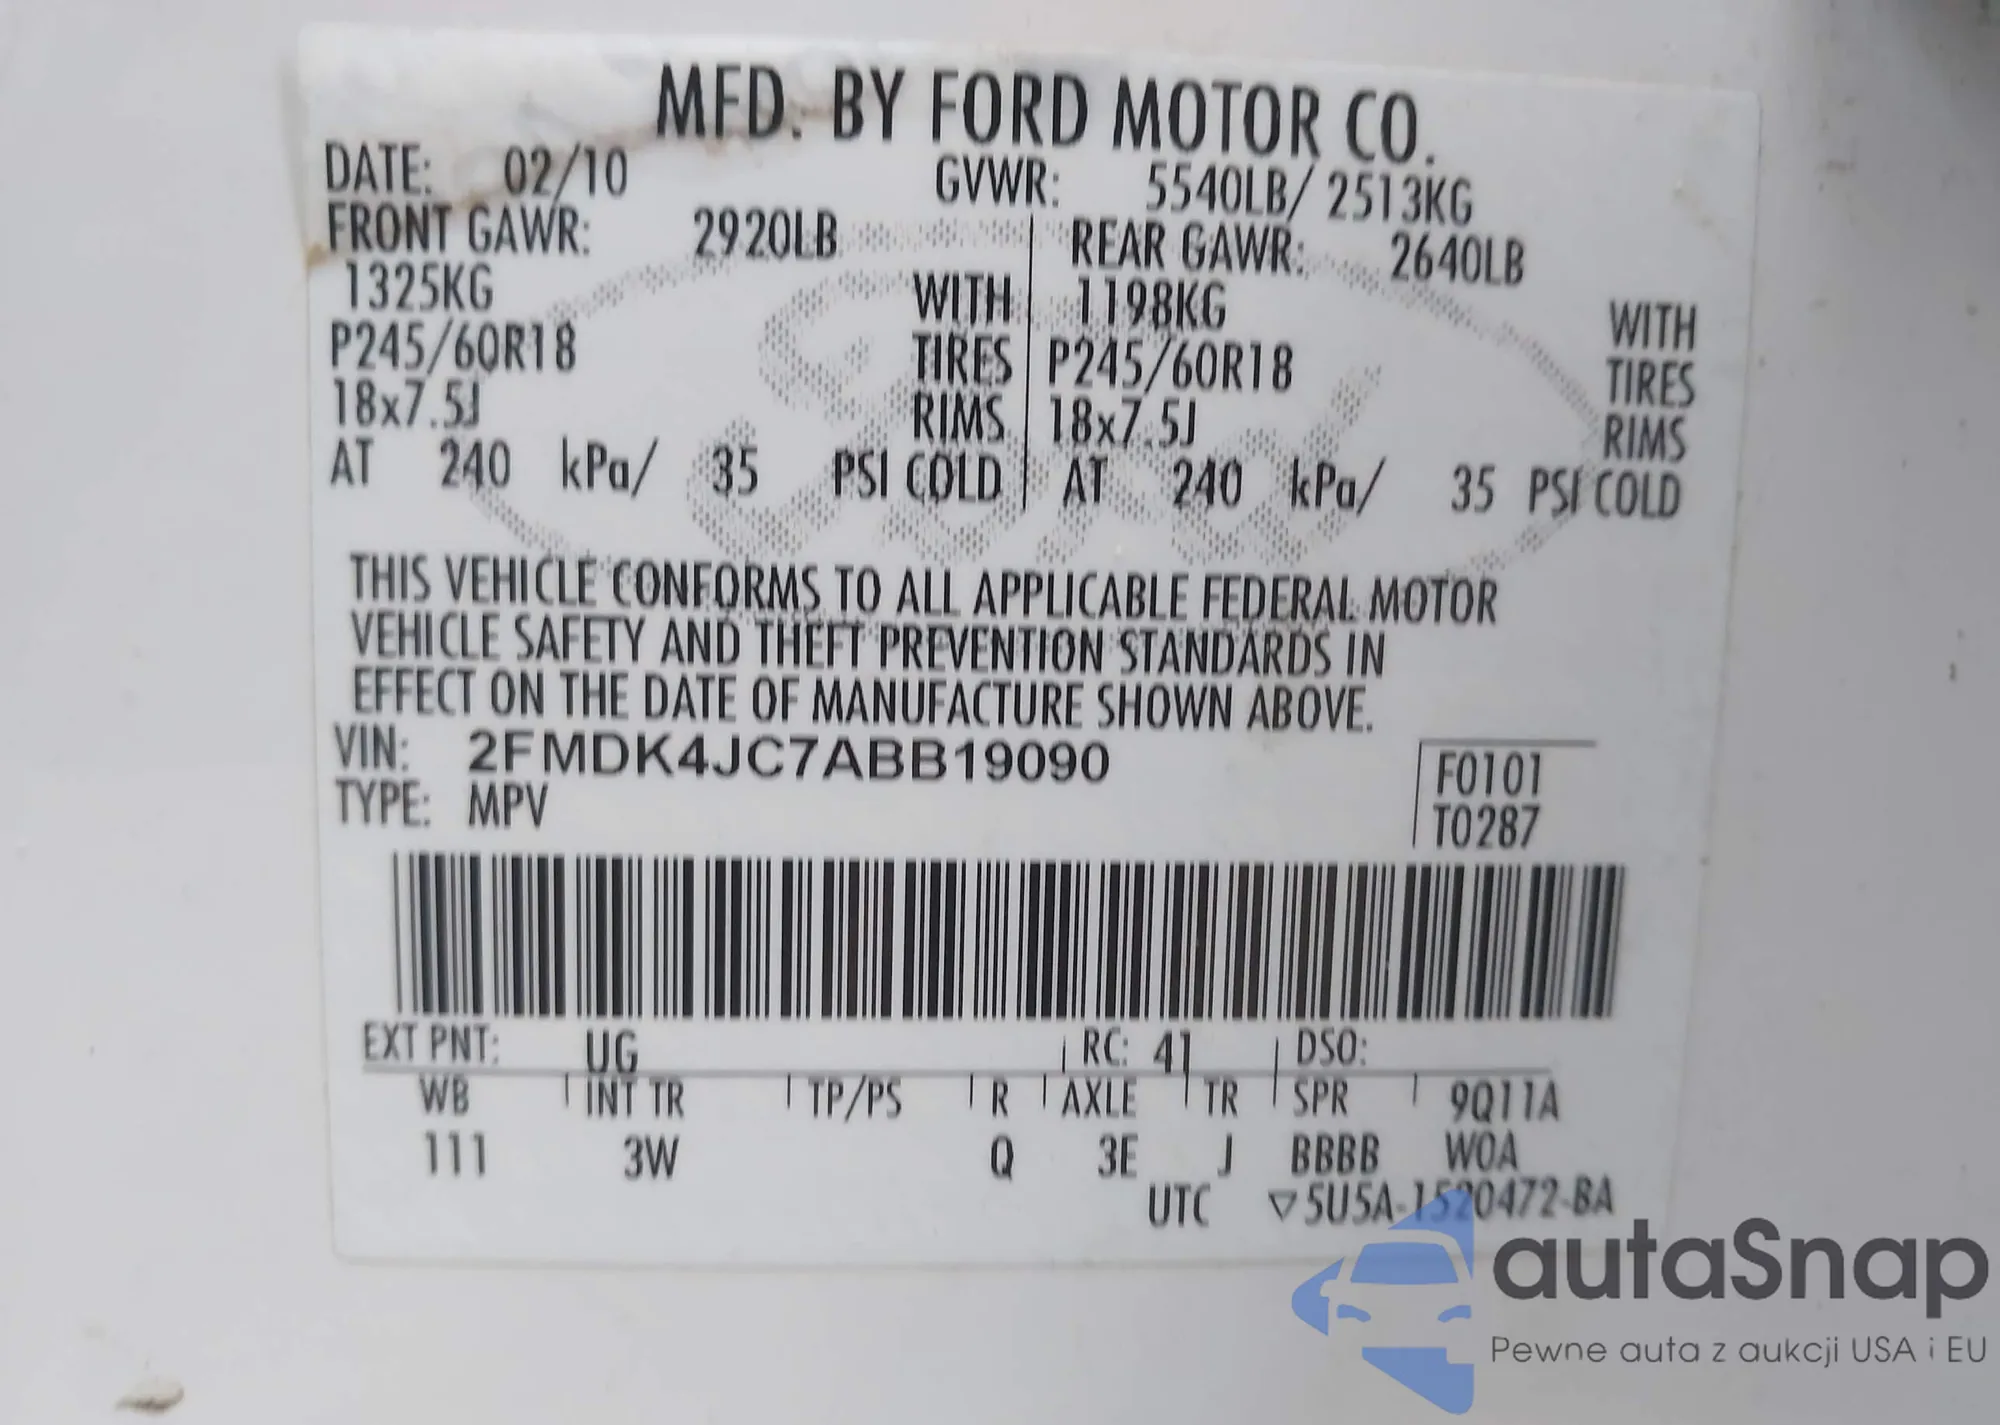 MFD. BY FORD MOTOR CO.
DATE: 02/10 GVWR: 5540LB/ 2513KG
FRONT GAWR: 2920LB REAR GAWR: 2640LB
1325KG WITH 1198KG WITH
P245/60R18 TIRES P245/60R18 TIRES
18x7.5J RIMS 18x7.5J RIMS
AT 240 kPa/ 35 PSI COLD AT 240 kPa/ 35 PSI COLD
THIS VEHICLE CONFORMS TO ALL APPLICABLE FEDERAL MOTOR
VEHICLE SAFETY AND THEFT PREVENTION STANDARDS IN
EFFECT ON THE DATE OF MANUFACTURE SHOWN ABOVE.
VIN: 2FMDK4JC7ABB19090 F0101
TYPE: MPV T0287
EXT PNT: UG RC: 41 DSO:
WB INT TR TP/PS R AXLE TR SPR 9Q11A
111 3W Q 3E J BBBB WOA
UTC ▽5U5A-1520472-BA
autaSnap
Pewne auta z aukcji USA i EU